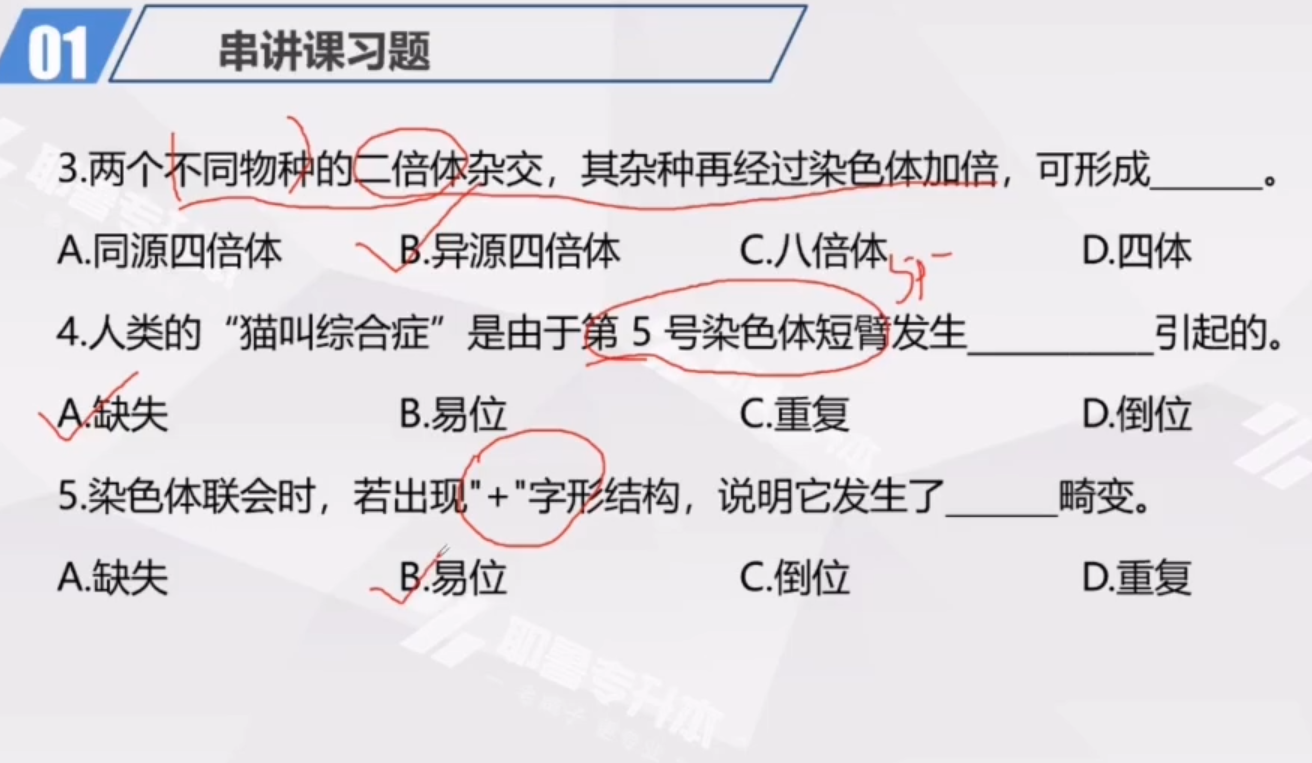 01 串讲课习题
3.两个不同物种的二倍体杂交，其杂种再经过染色体加倍，可形成______。
A.同源四倍体 B.异源四倍体 C.八倍体 D.四体
5p-
4.人类的“猫叫综合症”是由于第 5 号染色体短臂发生__________引起的。
A.缺失 B.易位 C.重复 D.倒位
5.染色体联会时，若出现"+"字形结构，说明它发生了______畸变。
A.缺失 B.易位 C.倒位 D.重复
专升本